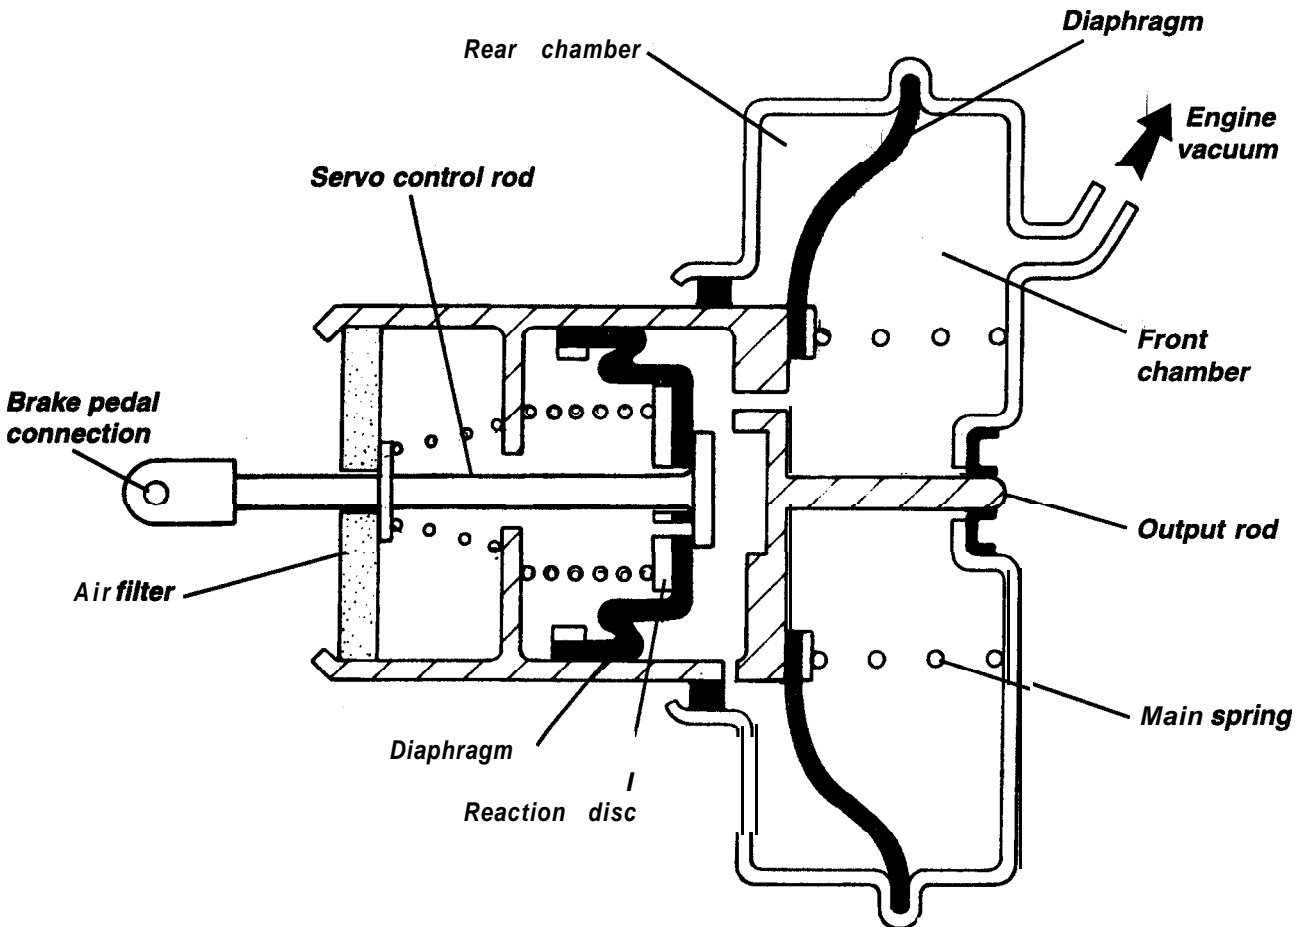 Diaphragm
Rear chamber
Engine
vacuum
Servo control rod
Front
chamber
Brake pedal
connection
Output rod
Air filter
Main spring
Diaphragm
I
Reaction disc